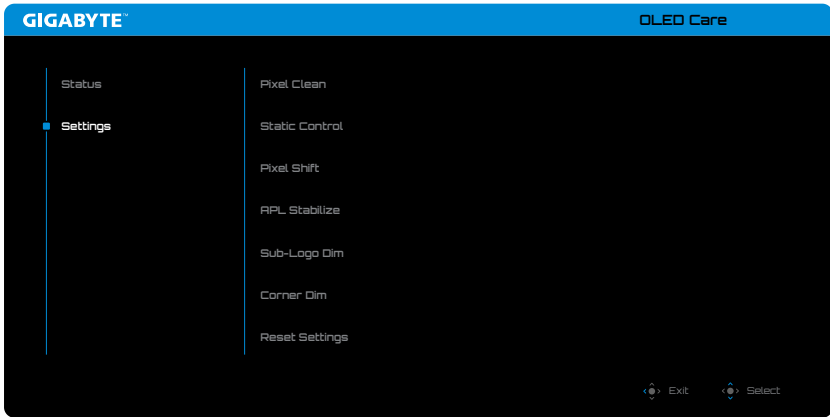 GIGABYTE™
OLED Care
Status
Settings
Pixel Clean
Static Control
Pixel Shift
APL Stabilize
Sub-Logo Dim
Corner Dim
Reset Settings
Exit
Select